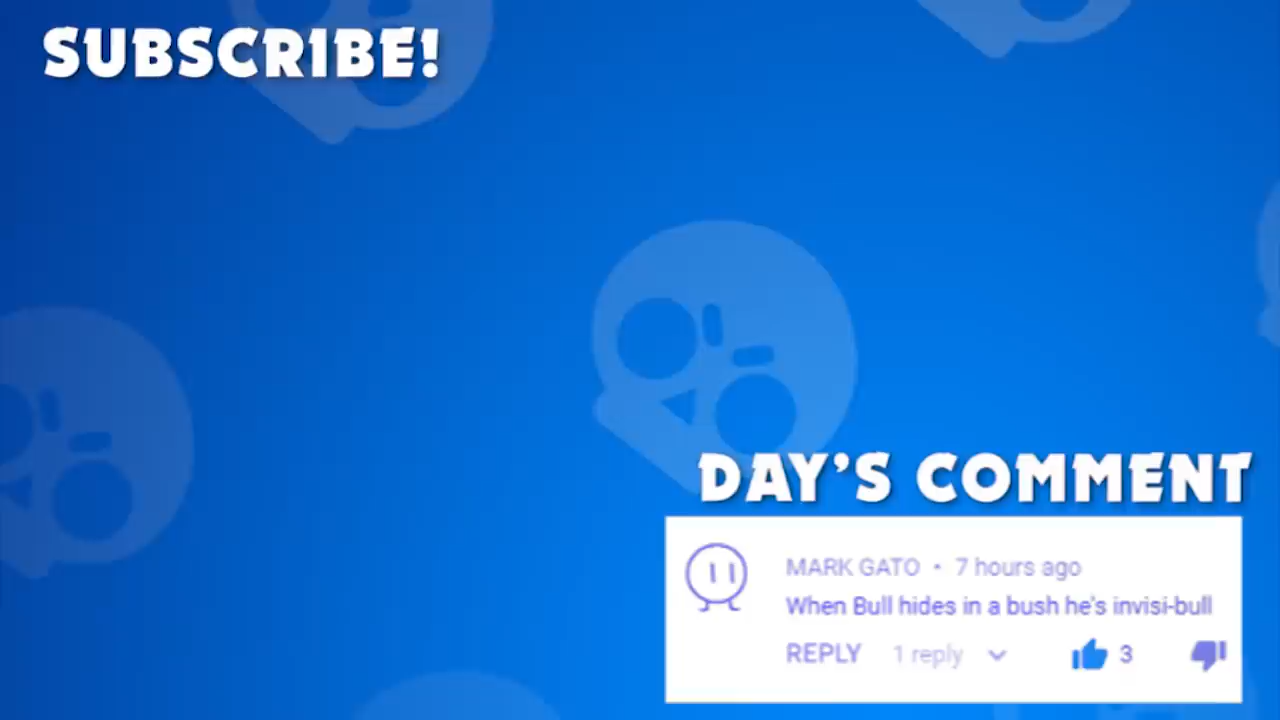 SUBSCRIBE!
DAY'S COMMENT
MARK GATO • 7 hours ago
When Bull hides in a bush he's invisi-bull
REPLY 1 reply 3